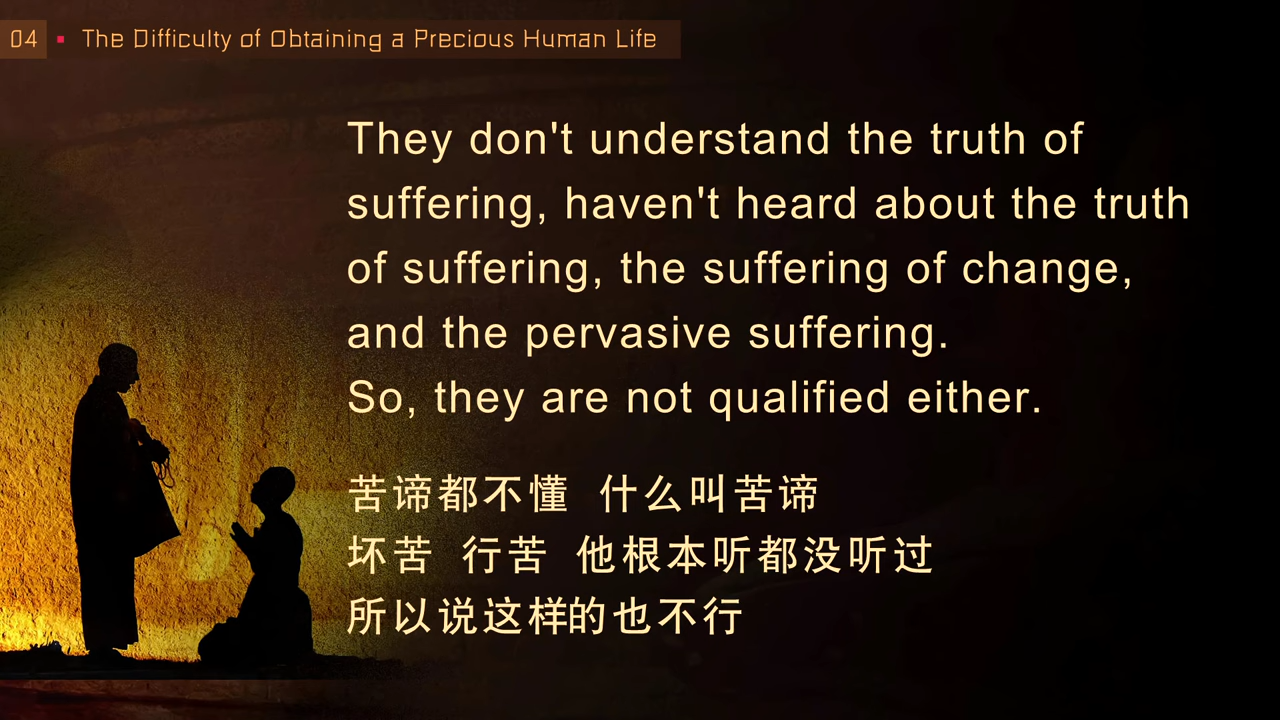 04 ▪ The Difficulty of Obtaining a Precious Human Life
They don't understand the truth of
suffering, haven't heard about the truth
of suffering, the suffering of change,
and the pervasive suffering.
So, they are not qualified either.
苦谛都不懂 什么叫苦谛
坏苦 行苦 他根本听都没听过
所以说这样的也不行